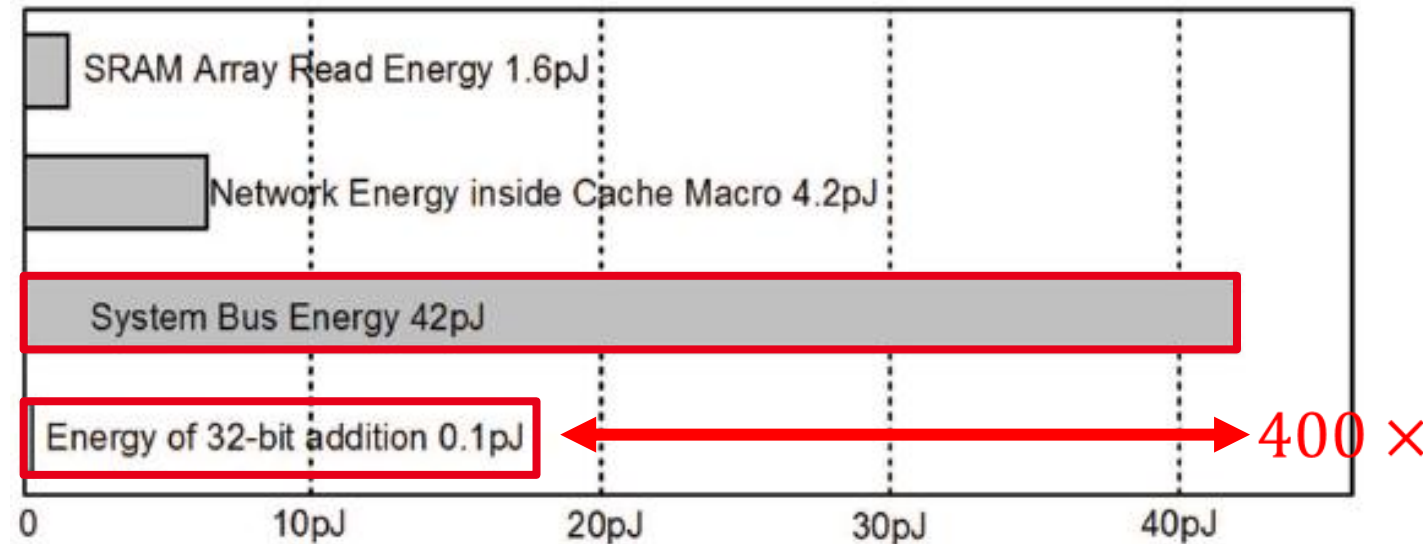 SRAM Array Read Energy 1.6pJ
Network Energy inside Cache Macro 4.2pJ
System Bus Energy 42pJ
Energy of 32-bit addition 0.1pJ
400 ×
0 10pJ 20pJ 30pJ 40pJ